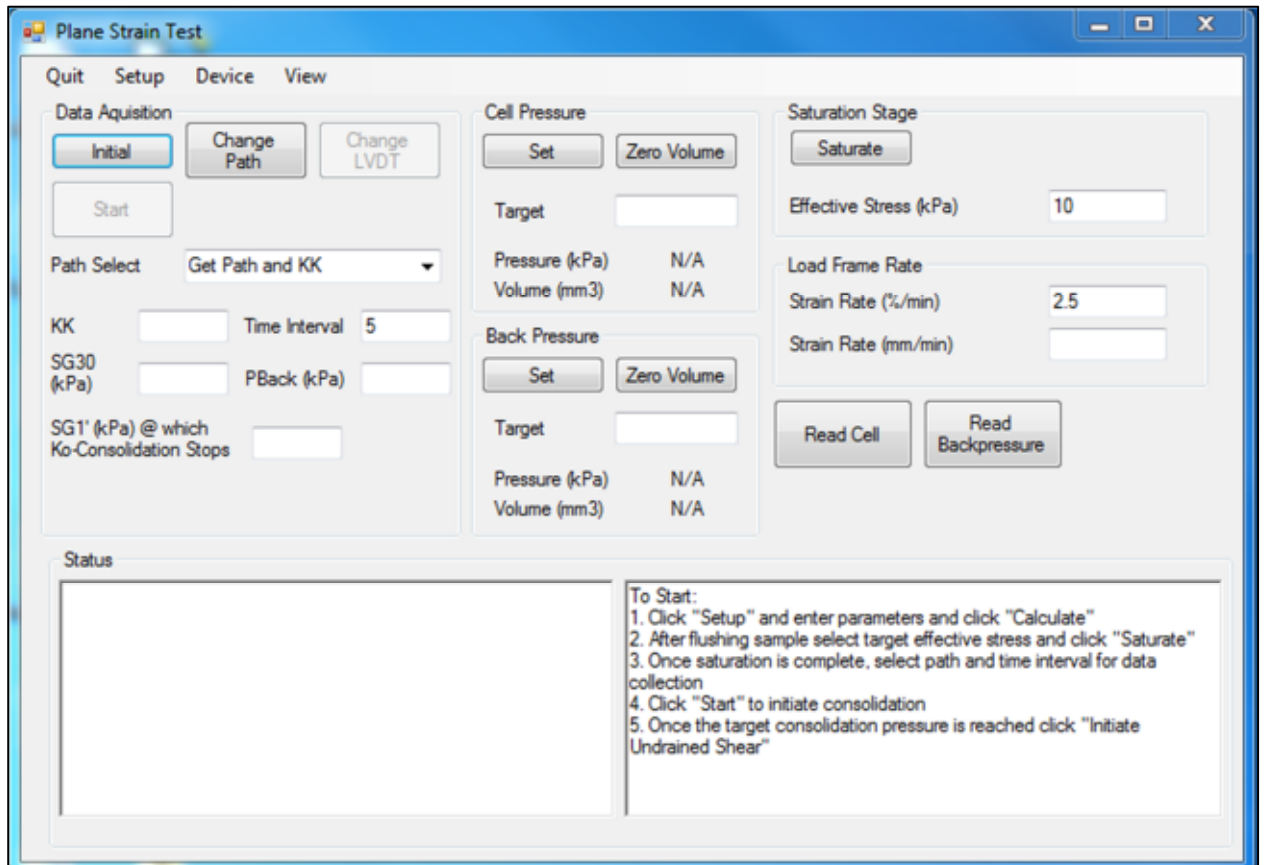 Plane Strain Test
Quit Setup Device View
Data Aquisition
Initial
Change
Path
Change
LVDT
Start
Path Select Get Path and KK
KK Time Interval 5
SG30
(kPa) PBack (kPa)
SG1' (kPa) @ which
Ko-Consolidation Stops
Cell Pressure
Set Zero Volume
Target
Pressure (kPa) N/A
Volume (mm3) N/A
Back Pressure
Set Zero Volume
Target
Pressure (kPa) N/A
Volume (mm3) N/A
Saturation Stage
Saturate
Effective Stress (kPa) 10
Load Frame Rate
Strain Rate (%/min) 2.5
Strain Rate (mm/min)
Read Cell
Read
Backpressure
Status
To Start:
1. Click "Setup" and enter parameters and click "Calculate"
2. After flushing sample select target effective stress and click "Saturate"
3. Once saturation is complete, select path and time interval for data
collection
4. Click "Start" to initiate consolidation
5. Once the target consolidation pressure is reached click "Initiate
Undrained Shear"